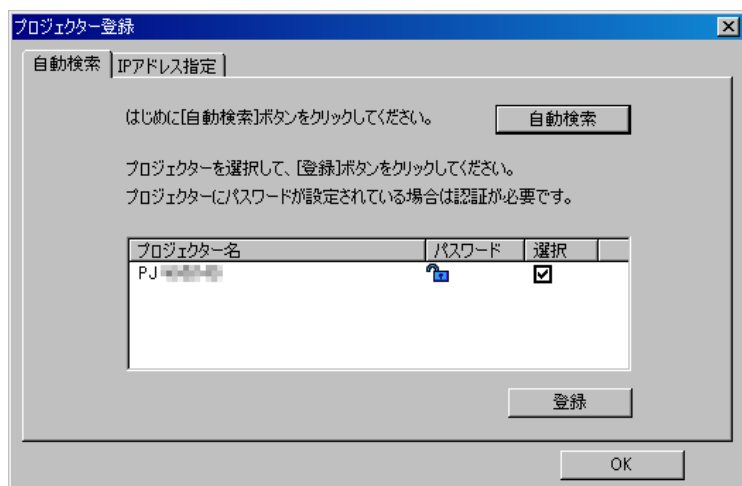 プロジェクター登録
自動検索
IPアドレス指定
はじめに[自動検索]ボタンをクリックしてください。
自動検索
プロジェクターを選択して、[登録]ボタンをクリックしてください。
プロジェクターにパスワードが設定されている場合は認証が必要です。
プロジェクター名 パスワード 選択
PJ
登録
OK